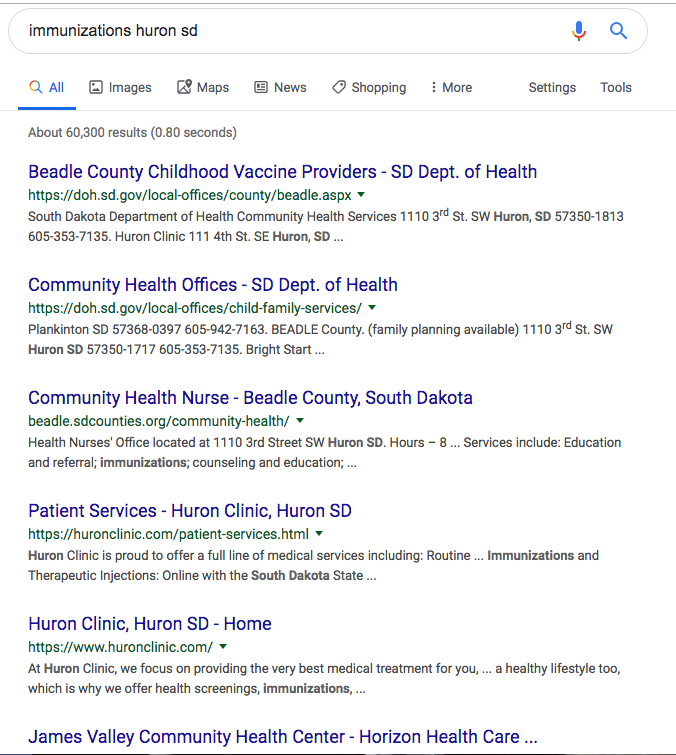 immunizations huron sd
All Images Maps News Shopping More Settings Tools
About 60,300 results (0.80 seconds)
Beadle County Childhood Vaccine Providers - SD Dept. of Health
https://doh.sd.gov/local-offices/county/beadle.aspx
South Dakota Department of Health Community Health Services 1110 3rd St. SW Huron, SD 57350-1813
605-353-7135. Huron Clinic 111 4th St. SE Huron, SD ...
Community Health Offices - SD Dept. of Health
https://doh.sd.gov/local-offices/child-family-services/
Plankinton SD 57368-0397 605-942-7163. BEADLE County. (family planning available) 1110 3rd St. SW
Huron SD 57350-1717 605-353-7135. Bright Start ...
Community Health Nurse - Beadle County, South Dakota
beadle.sdcounties.org/community-health/
Health Nurses' Office located at 1110 3rd Street SW Huron SD. Hours – 8 ... Services include: Education
and referral; immunizations; counseling and education; ...
Patient Services - Huron Clinic, Huron SD
https://huronclinic.com/patient-services.html
Huron Clinic is proud to offer a full line of medical services including: Routine ... Immunizations and
Therapeutic Injections: Online with the South Dakota State ...
Huron Clinic, Huron SD - Home
https://www.huronclinic.com/
At Huron Clinic, we focus on providing the very best medical treatment for you, ... a healthy lifestyle too,
which is why we offer health screenings, immunizations, ...
James Valley Community Health Center - Horizon Health Care ...